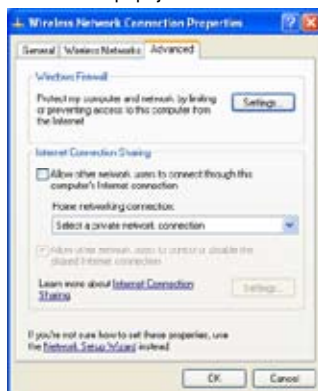 Wireless Network Connection Properties
General Wireless Networks Advanced
Windows Firewall
Protect my computer and network by limiting
or preventing access to this computer from
the Internet
Settings...
Internet Connection Sharing
Allow other network users to connect through this
computer's Internet connection
Home networking connection:
Select a private network connection
Allow other network users to control or disable the
shared Internet connection
Learn more about Internet Connection
Sharing.
Settings...
If you're not sure how to set these properties, use
the Network Setup Wizard instead.
OK Cancel